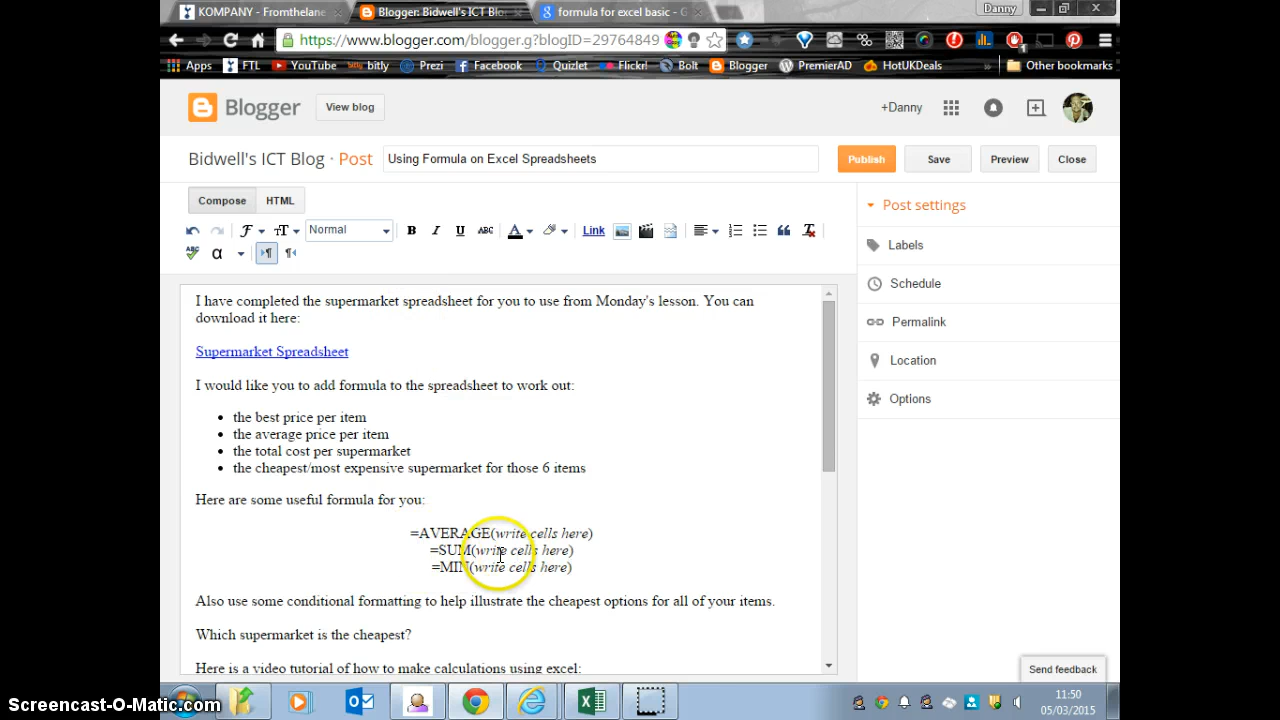 KOMPANY - Fromthelane
Blogger: Bidwell's ICT Blog
formula for excel basic - G
Danny
https://www.blogger.com/blogger.g?blogID=29764849
Apps FTL YouTube bitly Prezi Facebook Quizlet Flickr! Bolt Blogger PremierAD HotUKDeals » Other bookmarks
Blogger View blog +Danny
Bidwell's ICT Blog · Post Using Formula on Excel Spreadsheets Publish Save Preview Close
Compose HTML
Normal
Link
Post settings
Labels
Schedule
Permalink
Location
Options
I have completed the supermarket spreadsheet for you to use from Monday's lesson. You can
download it here:
Supermarket Spreadsheet
I would like you to add formula to the spreadsheet to work out:
• the best price per item
• the average price per item
• the total cost per supermarket
• the cheapest/most expensive supermarket for those 6 items
Here are some useful formula for you:
=AVERAGE(write cells here)
=SUM(write cells here)
=MIN(write cells here)
Also use some conditional formatting to help illustrate the cheapest options for all of your items.
Which supermarket is the cheapest?
Here is a video tutorial of how to make calculations using excel:
Send feedback
Screencast-O-Matic.com
11:50
05/03/2015